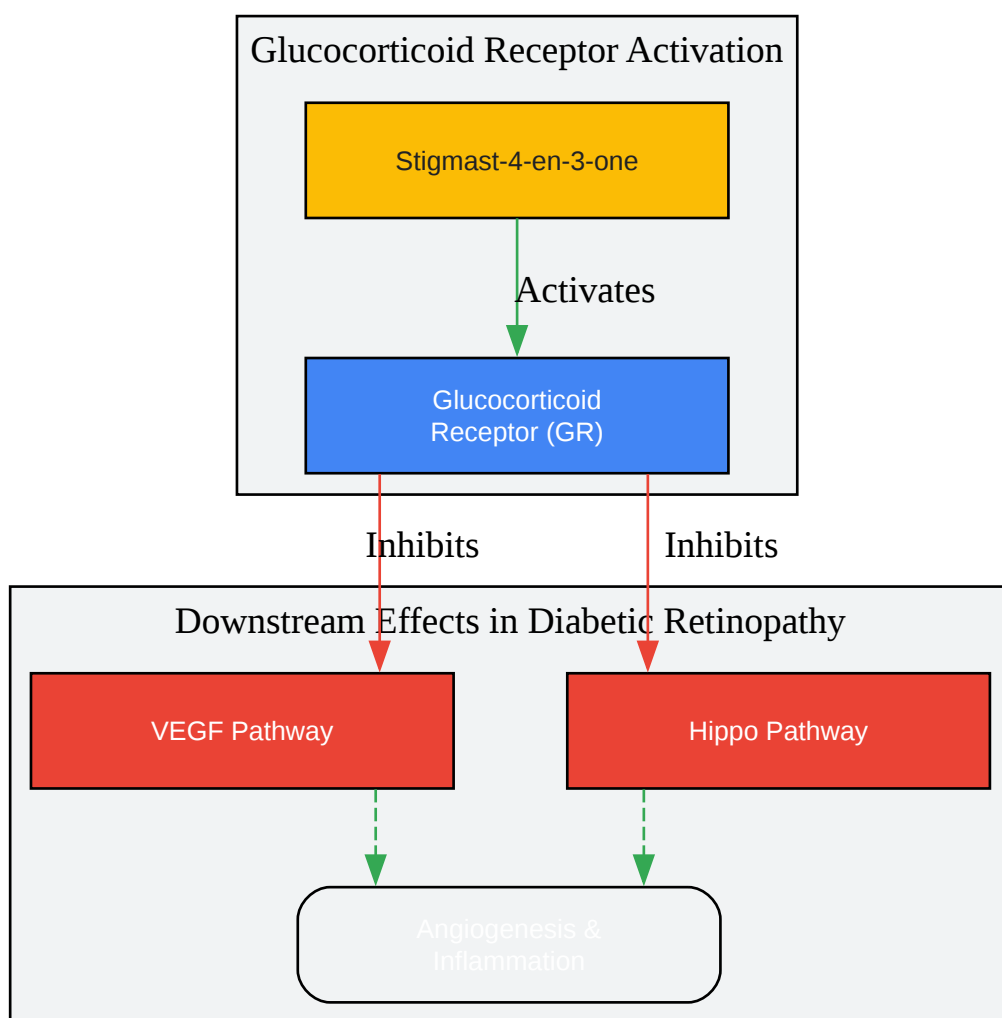 Glucocorticoid Receptor Activation
Stigmast-4-en-3-one
Activates
Glucocorticoid
Receptor (GR)
Inhibits
Inhibits
Downstream Effects in Diabetic Retinopathy
VEGF Pathway
Hippo Pathway
Angiogenesis &
Inflammation